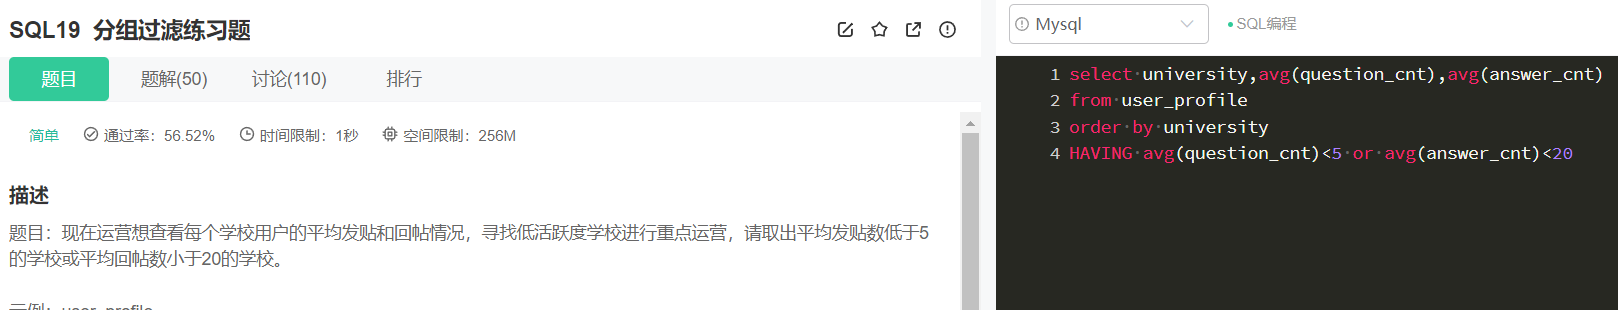 SQL19 分组过滤练习题
题目 题解(50) 讨论(110) 排行
简单 通过率：56.52% 时间限制：1秒 空间限制：256M
描述
题目：现在运营想查看每个学校用户的平均发贴和回帖情况，寻找低活跃度学校进行重点运营，请取出平均发贴数低于5
的学校或平均回帖数小于20的学校。
示例：user_profile
Mysql SQL编程
1 select university,avg(question_cnt),avg(answer_cnt)
2 from user_profile
3 order by university
4 HAVING avg(question_cnt)<5 or avg(answer_cnt)<20